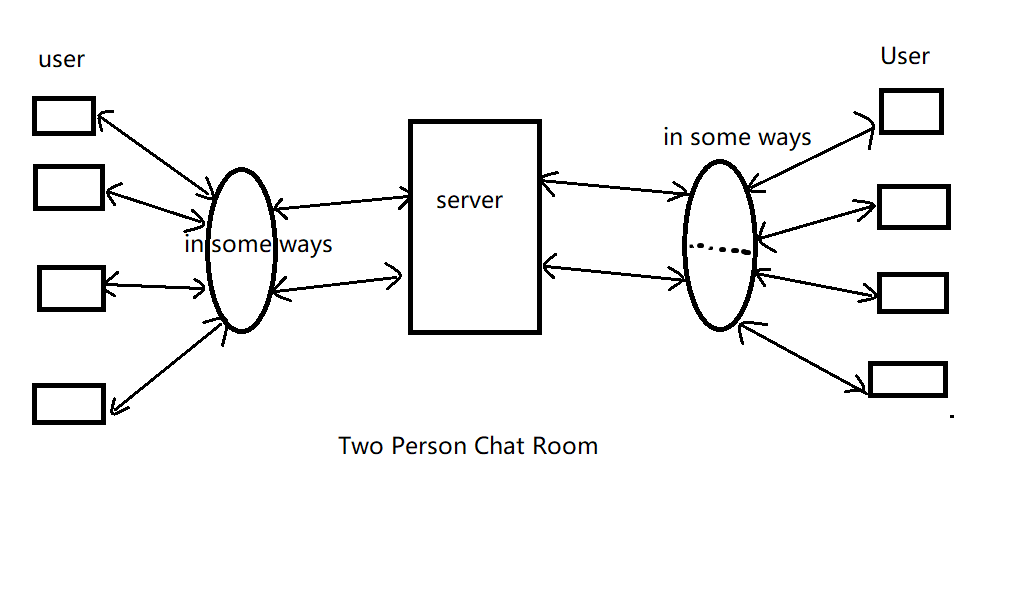 user
User
in some ways
server
in some ways
Two Person Chat Room